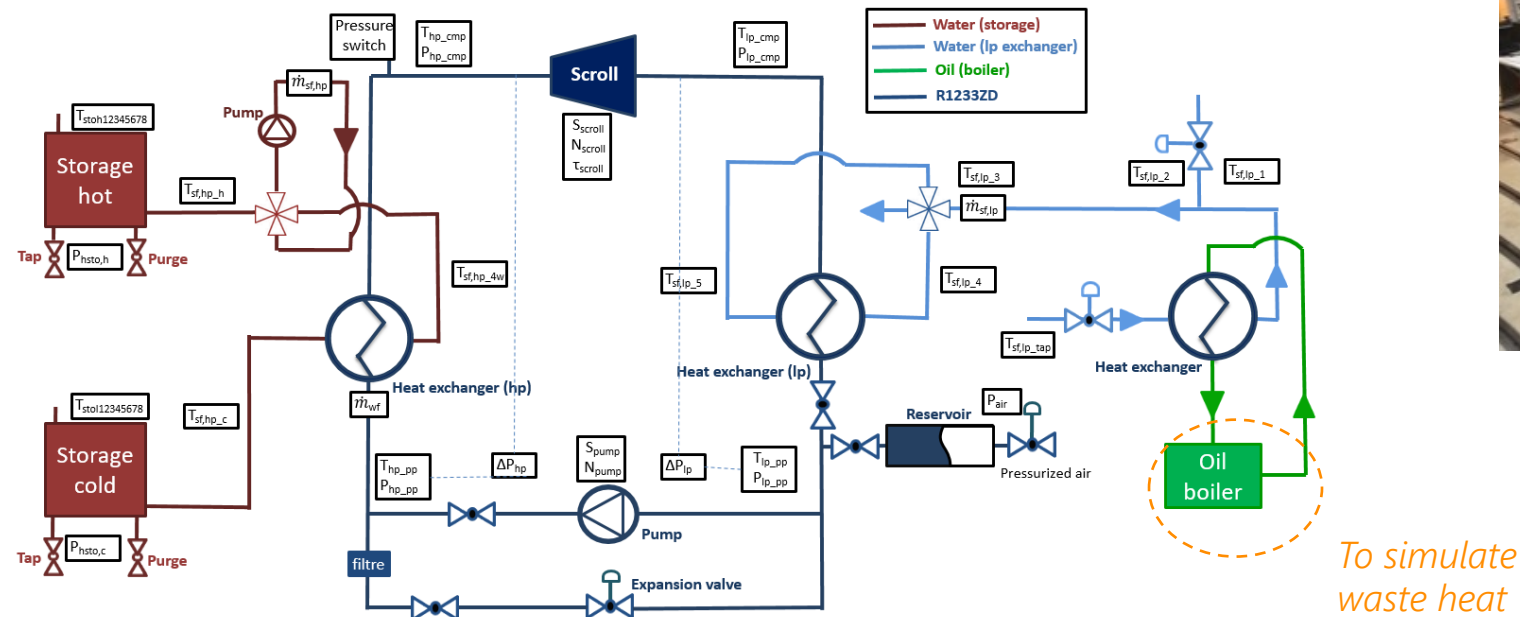 Pressure
switch
T_hp_cmp
P_hp_cmp
Scroll
T_lp_cmp
P_lp_cmp
Water (storage)
Water (lp exchanger)
Oil (boiler)
R1233ZD
ṁ_sf,hp
Pump
T_stoh12345678
Storage
hot
T_sf,hp_h
Tap
P_hsto,h
Purge
S_scroll
N_scroll
τ_scroll
T_sf,lp_3
ṁ_sf,lp
T_sf,lp_2
T_sf,lp_1
T_sf,hp_4w
T_sf,lp_5
T_sf,lp_4
T_sf,lp_tap
Heat exchanger
Heat exchanger (hp)
ṁ_wf
Heat exchanger (lp)
T_stol12345678
Storage
cold
T_sf,hp_c
Tap
P_hsto,c
Purge
T_hp_pp
P_hp_pp
ΔP_hp
S_pump
N_pump
ΔP_lp
T_lp_pp
P_lp_pp
Pump
Reservoir
P_air
Pressurized air
Oil
boiler
filtre
Expansion valve
To simulate
waste heat